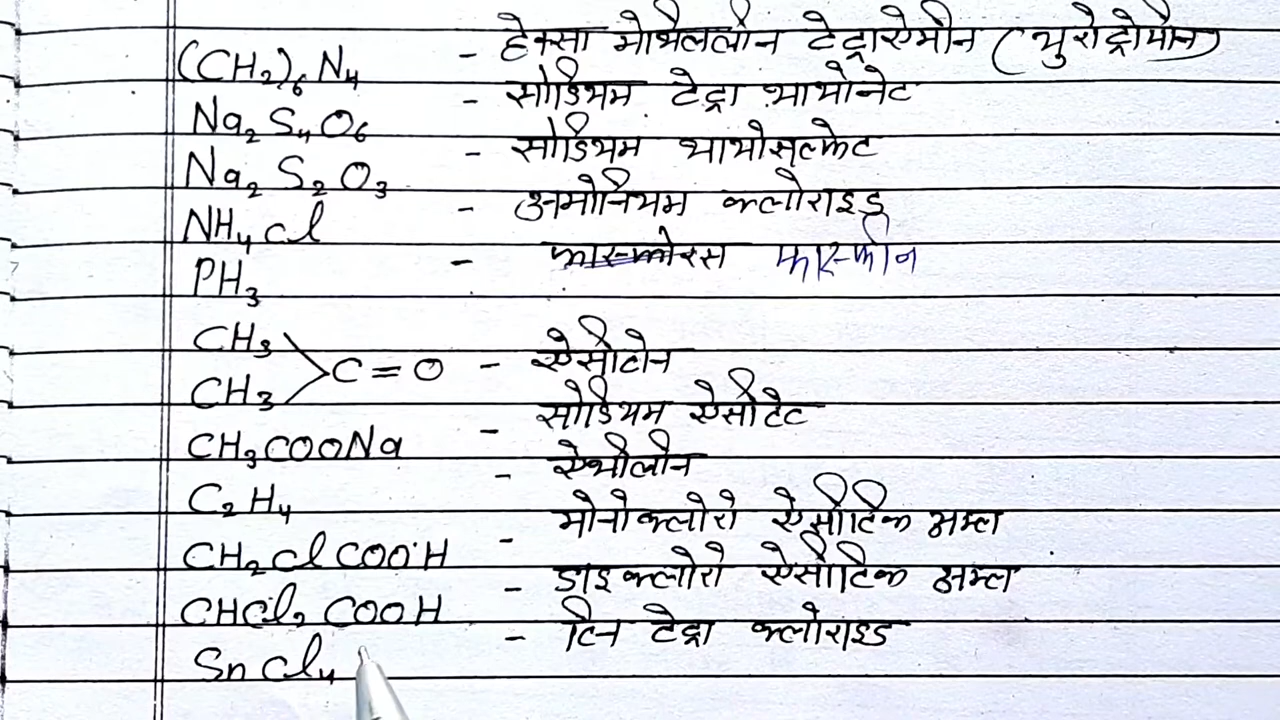 (CH₂)₆N₄ - हेक्सा मेथिलीन टेट्राऐमीन (यूरोट्रोपीन)
Na₂S₄O₆ - सोडियम टेट्रा थायोनेट
Na₂S₂O₃ - सोडियम थायोसल्फेट
NH₄Cl - अमोनियम क्लोराइड
PH₃ - फास्फोरस फास्फीन
CH₃
CH₃ >C=O - ऐसीटोन
CH₃COONa - सोडियम ऐसीटेट
C₂H₄ - ऐथीलीन
CH₂ClCOOH - मोनोक्लोरो ऐसीटिक अम्ल
CHCl₂COOH - डाइक्लोरो ऐसीटिक अम्ल
SnCl₄ - टिन टेट्रा क्लोराइड